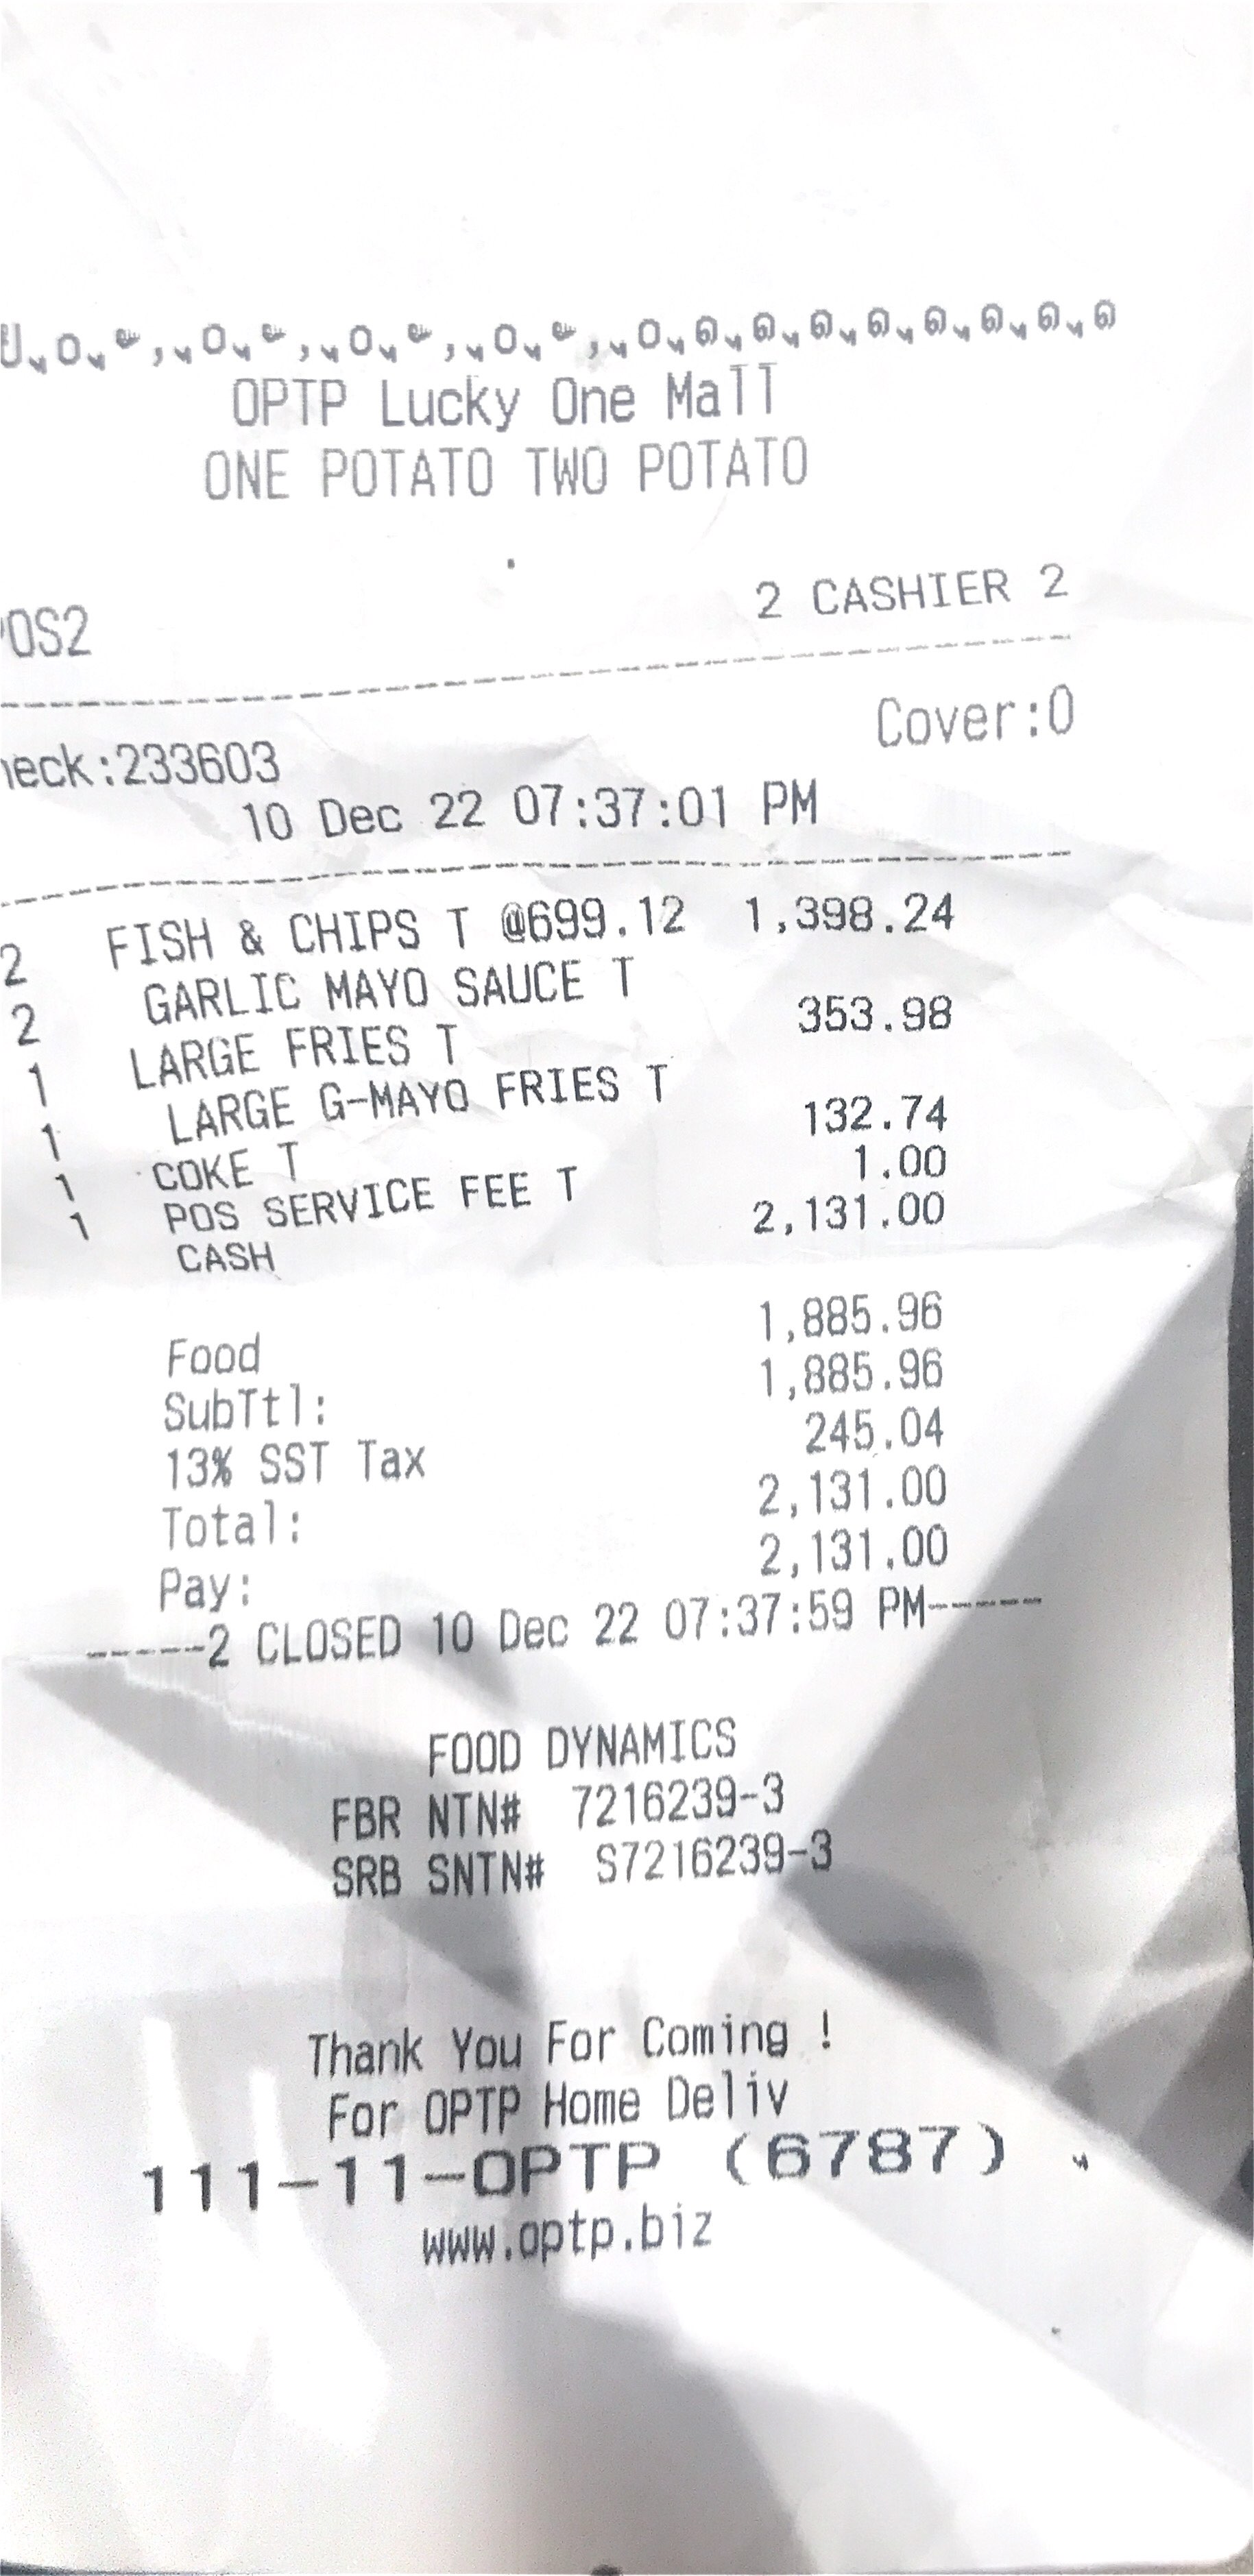 OPTP Lucky One Mall
ONE POTATO TWO POTATO
POS2 2 CASHIER 2
heck:233603 Cover:0
10 Dec 22 07:37:01 PM
2 FISH & CHIPS T @699.12 1,398.24
2 GARLIC MAYO SAUCE T
1 LARGE FRIES T 353.98
1 LARGE G-MAYO FRIES T
1 COKE T 132.74
1 POS SERVICE FEE T 1.00
CASH 2,131.00
Food 1,885.96
SubTtl: 1,885.96
13% SST Tax 245.04
Total: 2,131.00
Pay: 2,131.00
-----2 CLOSED 10 Dec 22 07:37:59 PM------
FOOD DYNAMICS
FBR NTN# 7216239-3
SRB SNTN# S7216239-3
Thank You For Coming !
For OPTP Home Deliv
111-11-OPTP (6787)
www.optp.biz